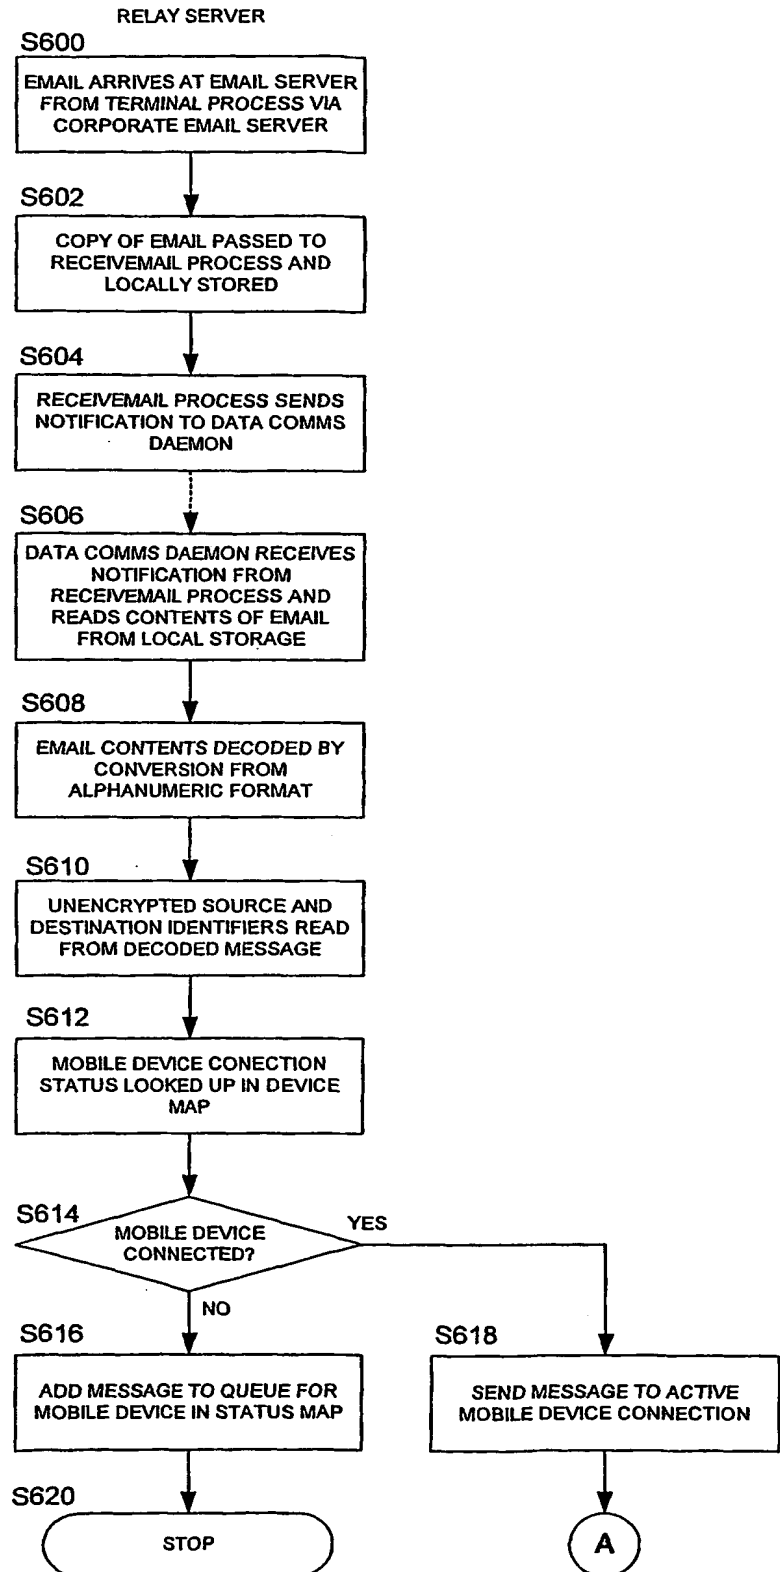 RELAY SERVER
S600
EMAIL ARRIVES AT EMAIL SERVER
FROM TERMINAL PROCESS VIA
CORPORATE EMAIL SERVER
S602
COPY OF EMAIL PASSED TO
RECEIVEMAIL PROCESS AND
LOCALLY STORED
S604
RECEIVEMAIL PROCESS SENDS
NOTIFICATION TO DATA COMMS
DAEMON
S606
DATA COMMS DAEMON RECEIVES
NOTIFICATION FROM
RECEIVEMAIL PROCESS AND
READS CONTENTS OF EMAIL
FROM LOCAL STORAGE
S608
EMAIL CONTENTS DECODED BY
CONVERSION FROM
ALPHANUMERIC FORMAT
S610
UNENCRYPTED SOURCE AND
DESTINATION IDENTIFIERS READ
FROM DECODED MESSAGE
S612
MOBILE DEVICE CONECTION
STATUS LOOKED UP IN DEVICE
MAP
S614
MOBILE DEVICE
CONNECTED?
YES
NO
S616
ADD MESSAGE TO QUEUE FOR
MOBILE DEVICE IN STATUS MAP
S618
SEND MESSAGE TO ACTIVE
MOBILE DEVICE CONNECTION
S620
STOP
A